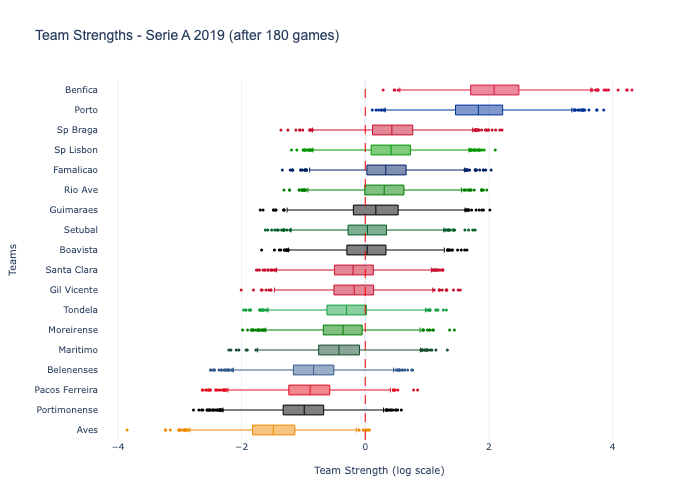 Team Strengths - Serie A 2019 (after 180 games)
Benfica
Porto
Sp Braga
Sp Lisbon
Famalicao
Rio Ave
Guimaraes
Setubal
Boavista
Santa Clara
Gil Vicente
Tondela
Moreirense
Maritimo
Belenenses
Pacos Ferreira
Portimonense
Aves
Teams
−4
−2
0
2
4
Team Strength (log scale)